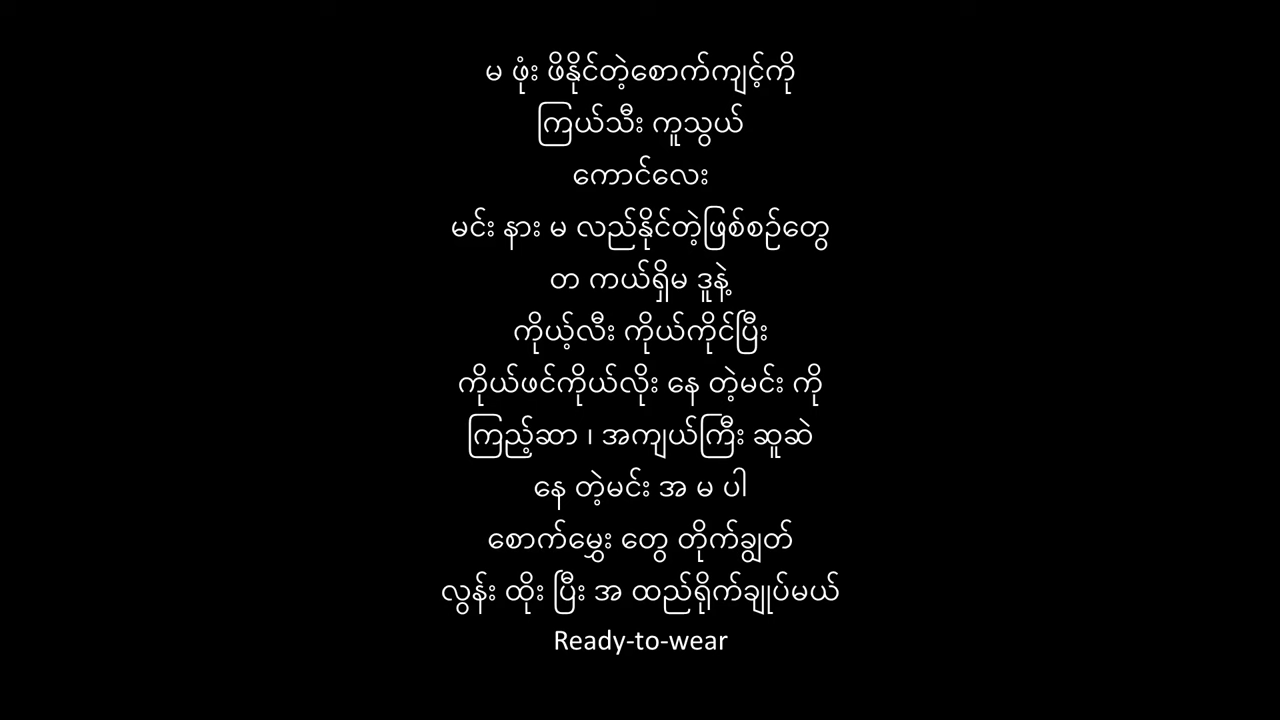 မ ဖုံး ဖိနိုင်တဲ့စောက်ကျင့်ကို
ကြယ်သီး ကူသွယ်
ကောင်လေး
မင်း နား မ လည်နိုင်တဲ့ဖြစ်စဉ်တွေ
တ ကယ်ရှိမ ဒူနဲ့
ကိုယ့်လီး ကိုယ်ကိုင်ပြီး
ကိုယ်ဖင်ကိုယ်လိုး နေ တဲ့မင်း ကို
ကြည့်ဆာ ၊ အကျယ်ကြီး ဆူဆဲ
နေ တဲ့မင်း အ မ ပါ
စောက်မွှေး တွေ တိုက်ချွတ်
လွန်း ထိုး ပြီး အ ထည်ရိုက်ချုပ်မယ်
Ready-to-wear